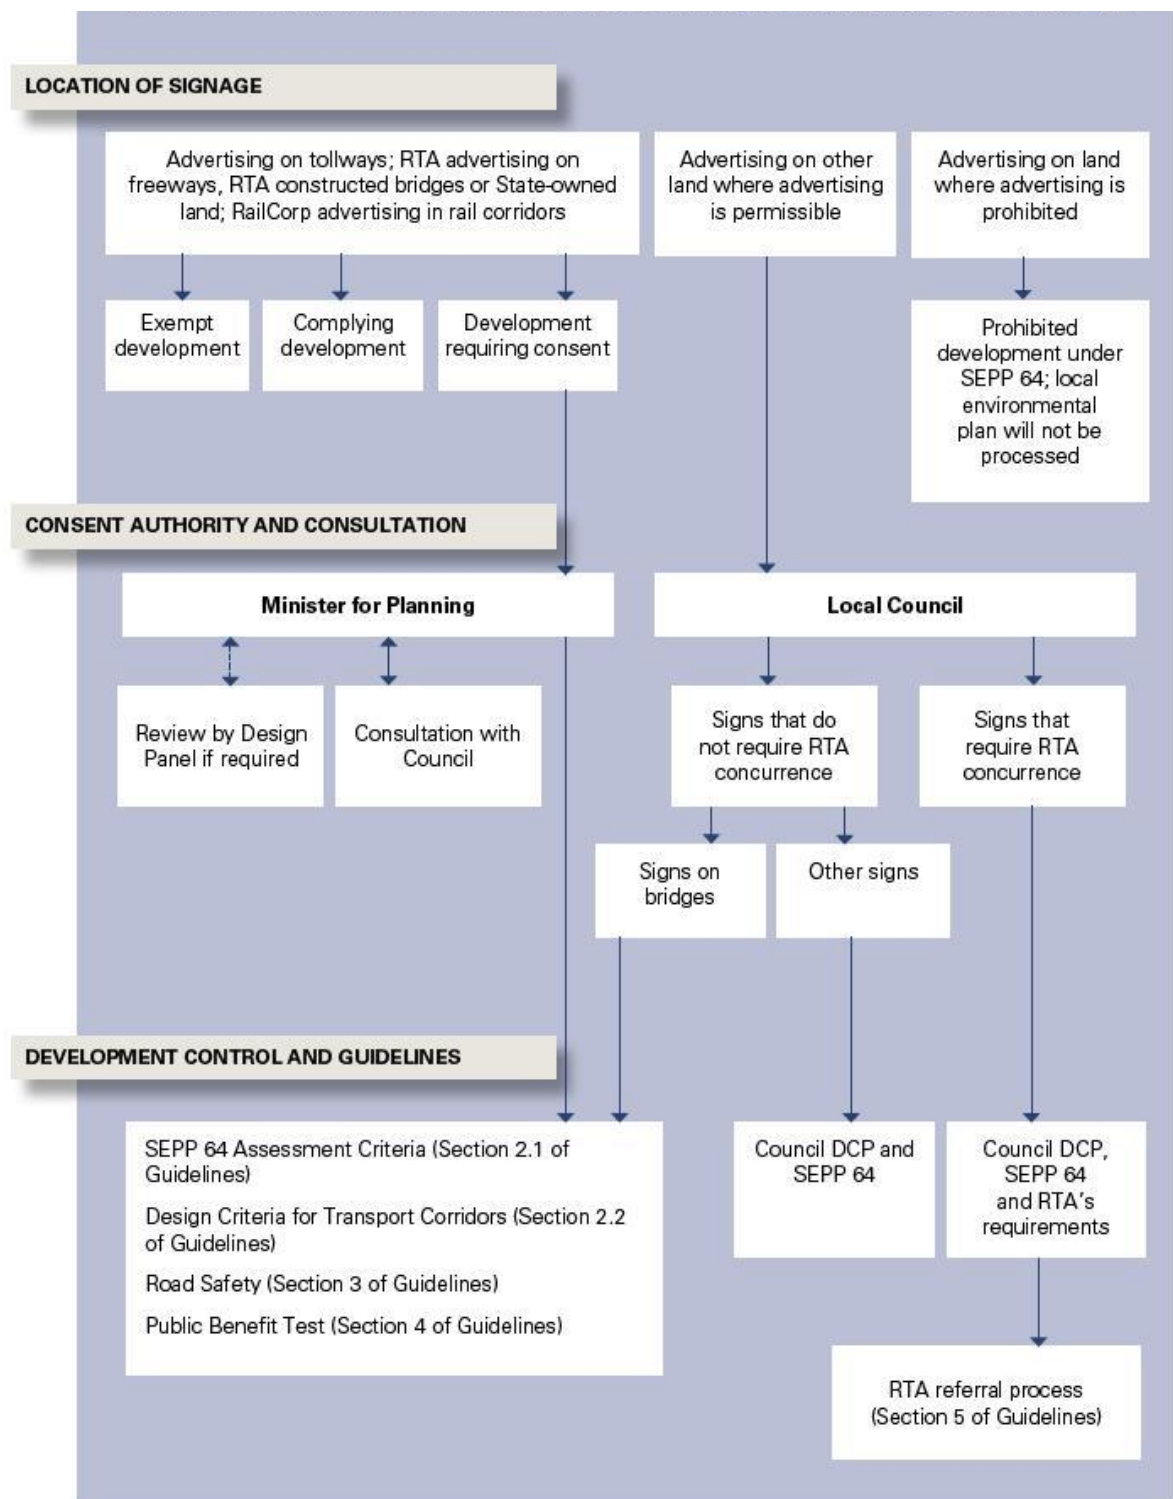 LOCATION OF SIGNAGE
Advertising on tollways; RTA advertising on
freeways, RTA constructed bridges or State-owned
land; RailCorp advertising in rail corridors
Advertising on other
land where advertising
is permissible
Advertising on land
where advertising is
prohibited
Exempt
development
Complying
development
Development
requiring consent
Prohibited
development under
SEPP 64; local
environmental
plan will not be
processed
CONSENT AUTHORITY AND CONSULTATION
Minister for Planning
Local Council
Review by Design
Panel if required
Consultation with
Council
Signs that do
not require RTA
concurrence
Signs that
require RTA
concurrence
Signs on
bridges
Other signs
DEVELOPMENT CONTROL AND GUIDELINES
SEPP 64 Assessment Criteria (Section 2.1 of
Guidelines)
Design Criteria for Transport Corridors (Section 2.2
of Guidelines)
Road Safety (Section 3 of Guidelines)
Public Benefit Test (Section 4 of Guidelines)
Council DCP and
SEPP 64
Council DCP,
SEPP 64
and RTA's
requirements
RTA referral process
(Section 5 of Guidelines)